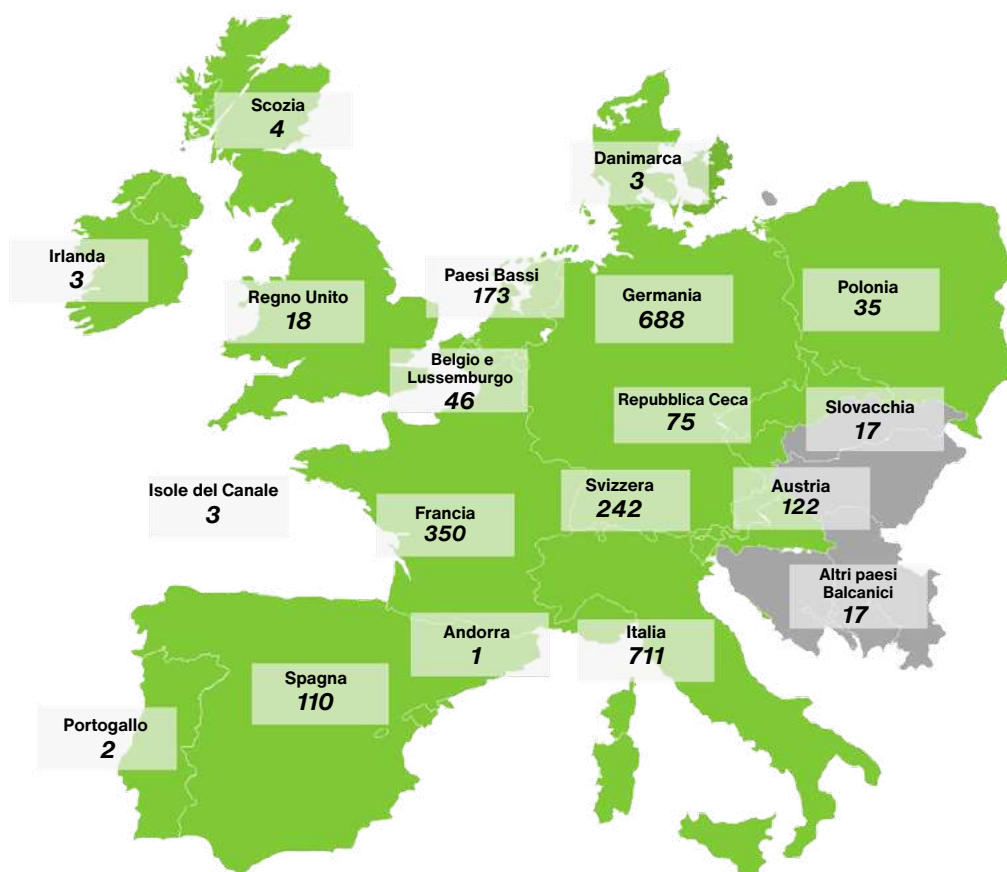 Scozia
4
Danimarca
3
Irlanda
3
Regno Unito
18
Paesi Bassi
173
Germania
688
Polonia
35
Belgio e
Lussemburgo
46
Repubblica Ceca
75
Slovacchia
17
Isole del Canale
3
Francia
350
Svizzera
242
Austria
122
Altri paesi
Balcanici
17
Andorra
1
Italia
711
Spagna
110
Portogallo
2